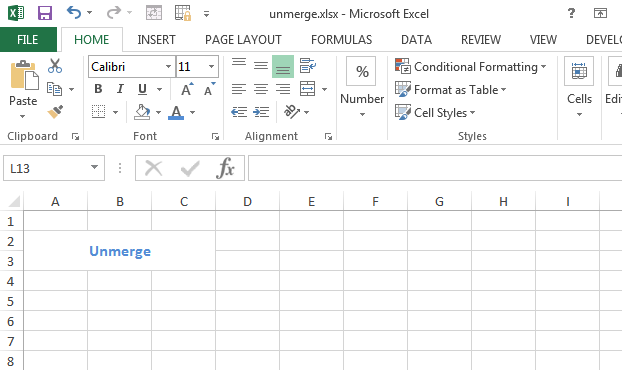 unmerge.xlsx - Microsoft Excel
FILE HOME INSERT PAGE LAYOUT FORMULAS DATA REVIEW VIEW DEVEL
Calibri 11 % Conditional Formatting
Paste B I U A A Number Format as Table Cells Edit
A Cell Styles
Clipboard Font Alignment Styles
L13 fx
A B C D E F G H I
1
2
Unmerge
3
4
5
6
7
8